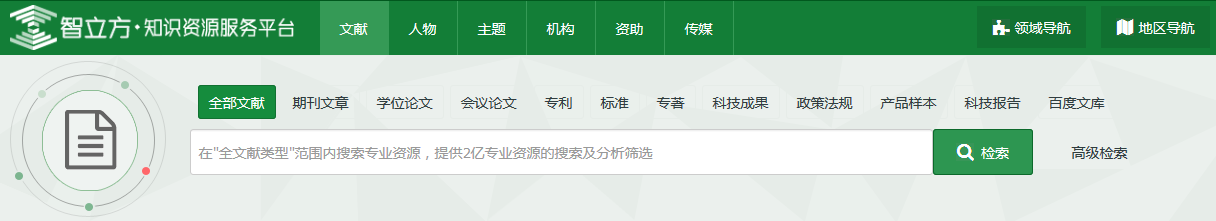 智立方·知识资源服务平台 文献 人物 主题 机构 资助 传媒 领域导航 地区导航
全部文献 期刊文章 学位论文 会议论文 专利 标准 专著 科技成果 政策法规 产品样本 科技报告 百度文库
在"全文献类型"范围内搜索专业资源，提供2亿专业资源的搜索及分析筛选 检索 高级检索